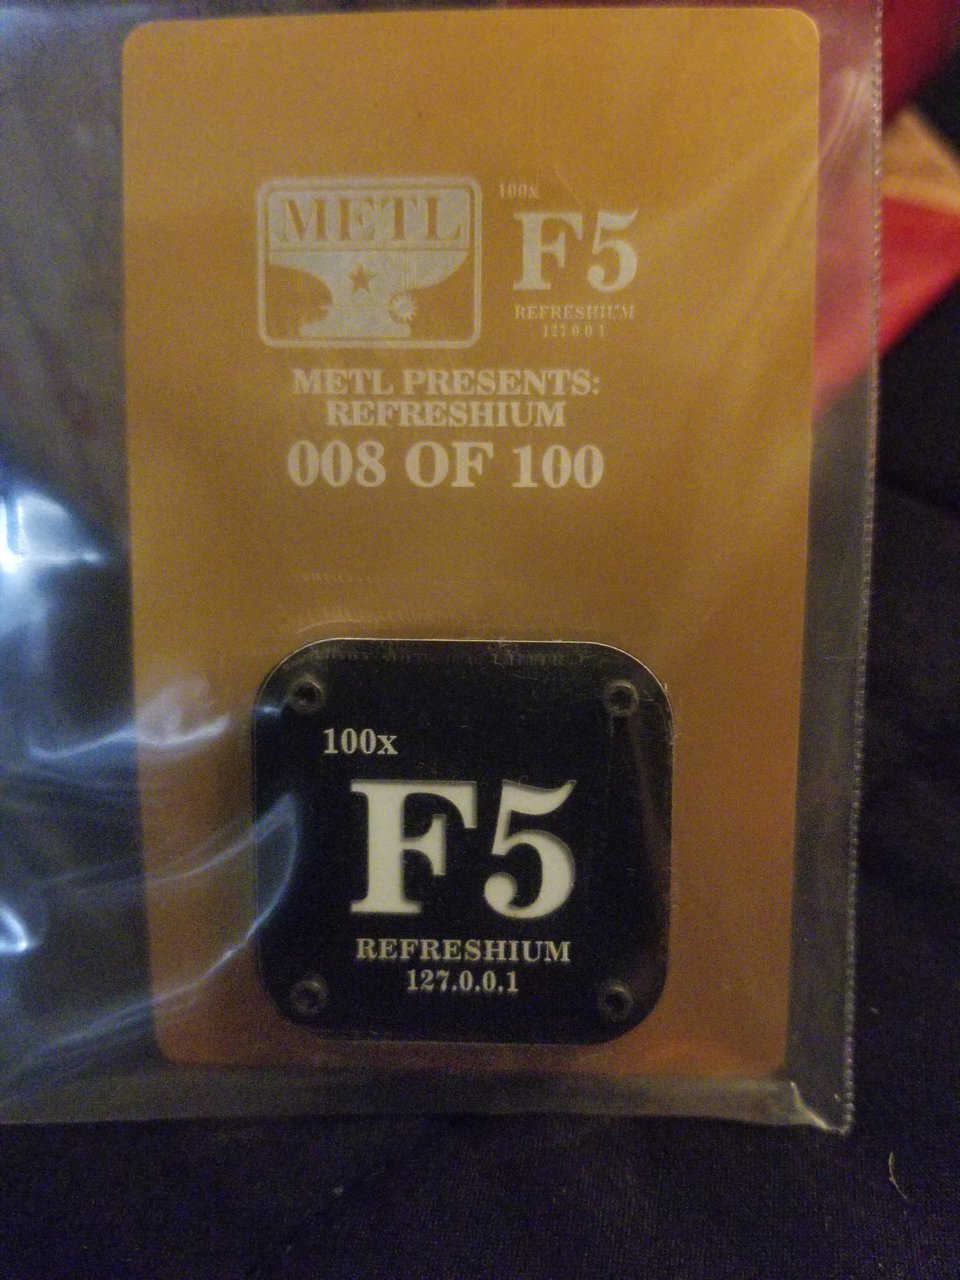 METL
100x
F5
REFRESHIUM
127.0.0.1
METL PRESENTS:
REFRESHIUM
008 OF 100
100x
F5
REFRESHIUM
127.0.0.1